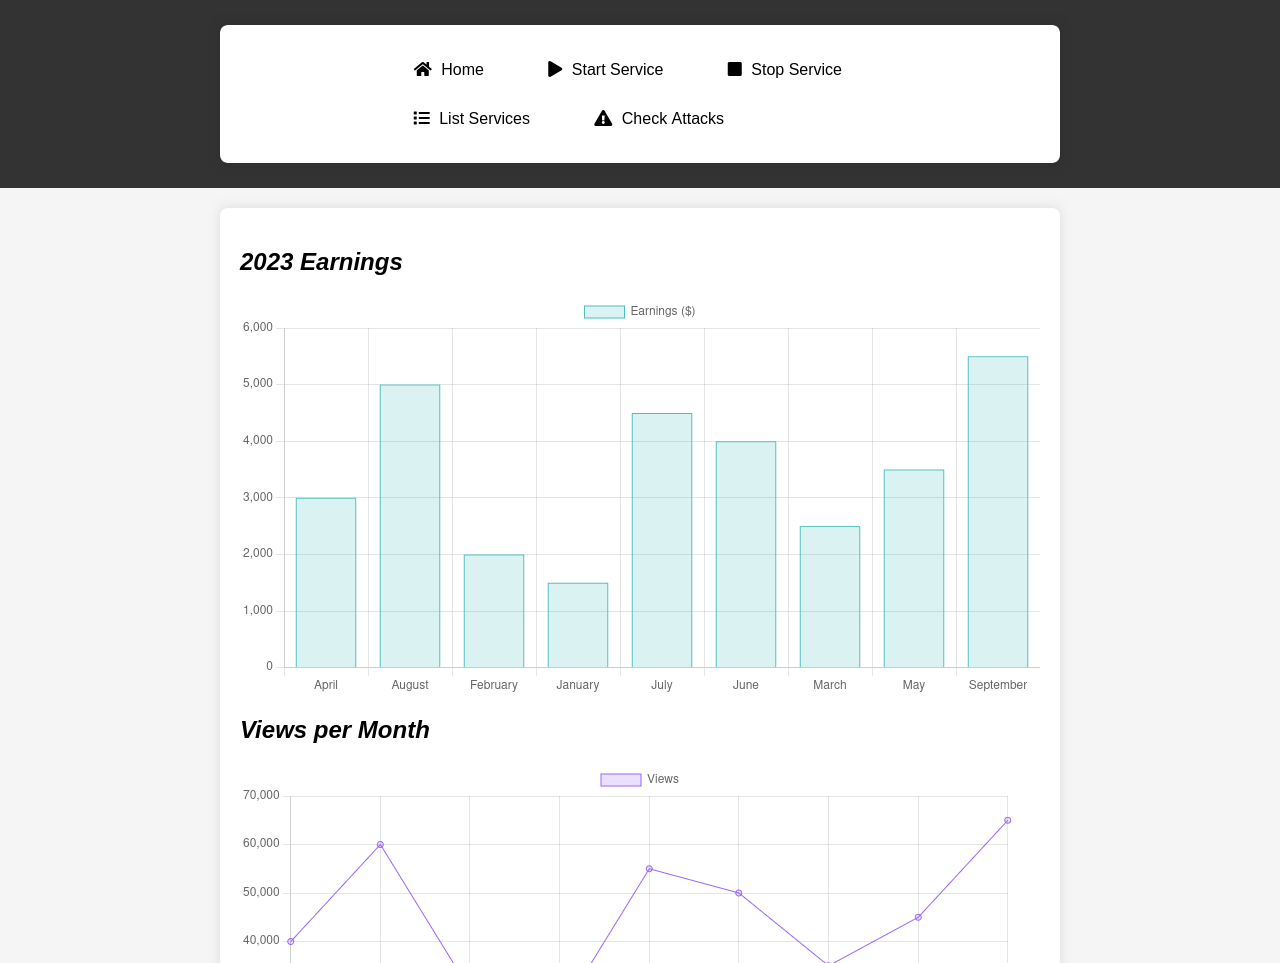 Home Start Service Stop Service
List Services Check Attacks
2023 Earnings
Earnings ($)
6,000
5,000
4,000
3,000
2,000
1,000
0
April August February January July June March May September
Views per Month
Views
70,000
60,000
50,000
40,000